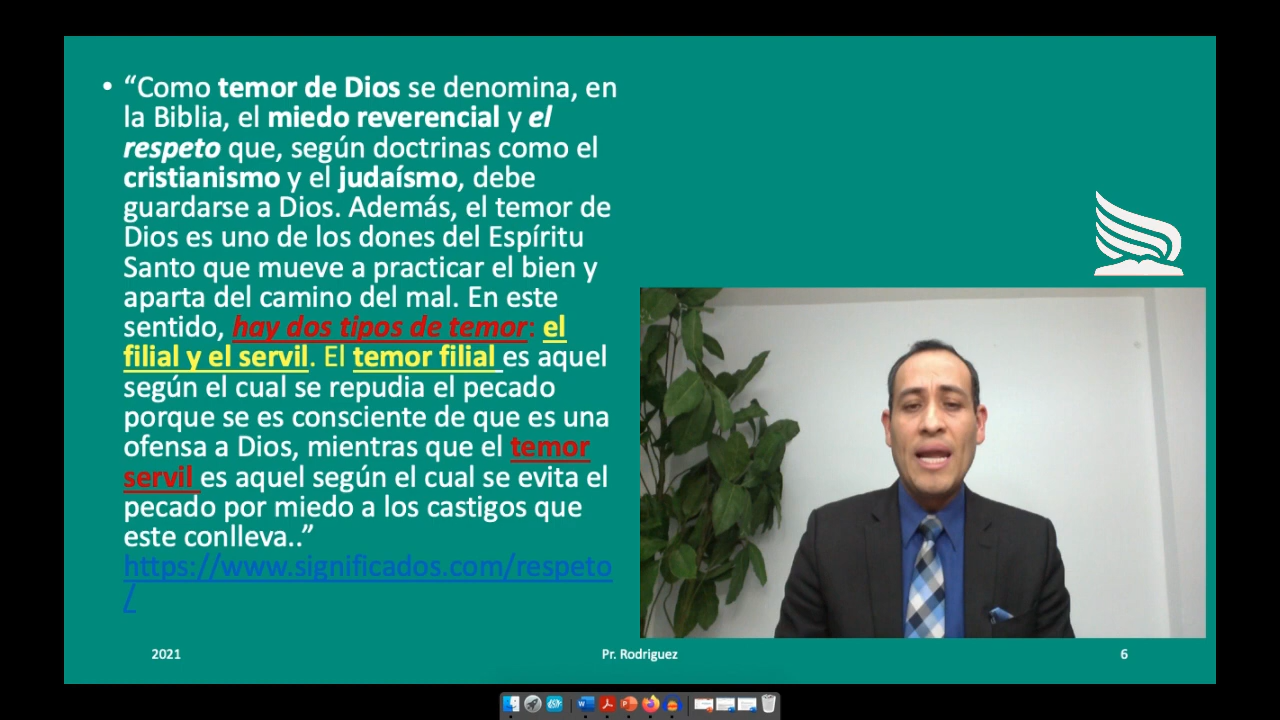 • “Como temor de Dios se denomina, en
la Biblia, el miedo reverencial y el
respeto que, según doctrinas como el
cristianismo y el judaísmo, debe
guardarse a Dios. Además, el temor de
Dios es uno de los dones del Espíritu
Santo que mueve a practicar el bien y
aparta del camino del mal. En este
sentido, hay dos tipos de temor: el
filial y el servil. El temor filial es aquel
según el cual se repudia el pecado
porque se es consciente de que es una
ofensa a Dios, mientras que el temor
servil es aquel según el cual se evita el
pecado por miedo a los castigos que
este conlleva..”
https://www.significados.com/respeto
/
2021
Pr. Rodriguez
6